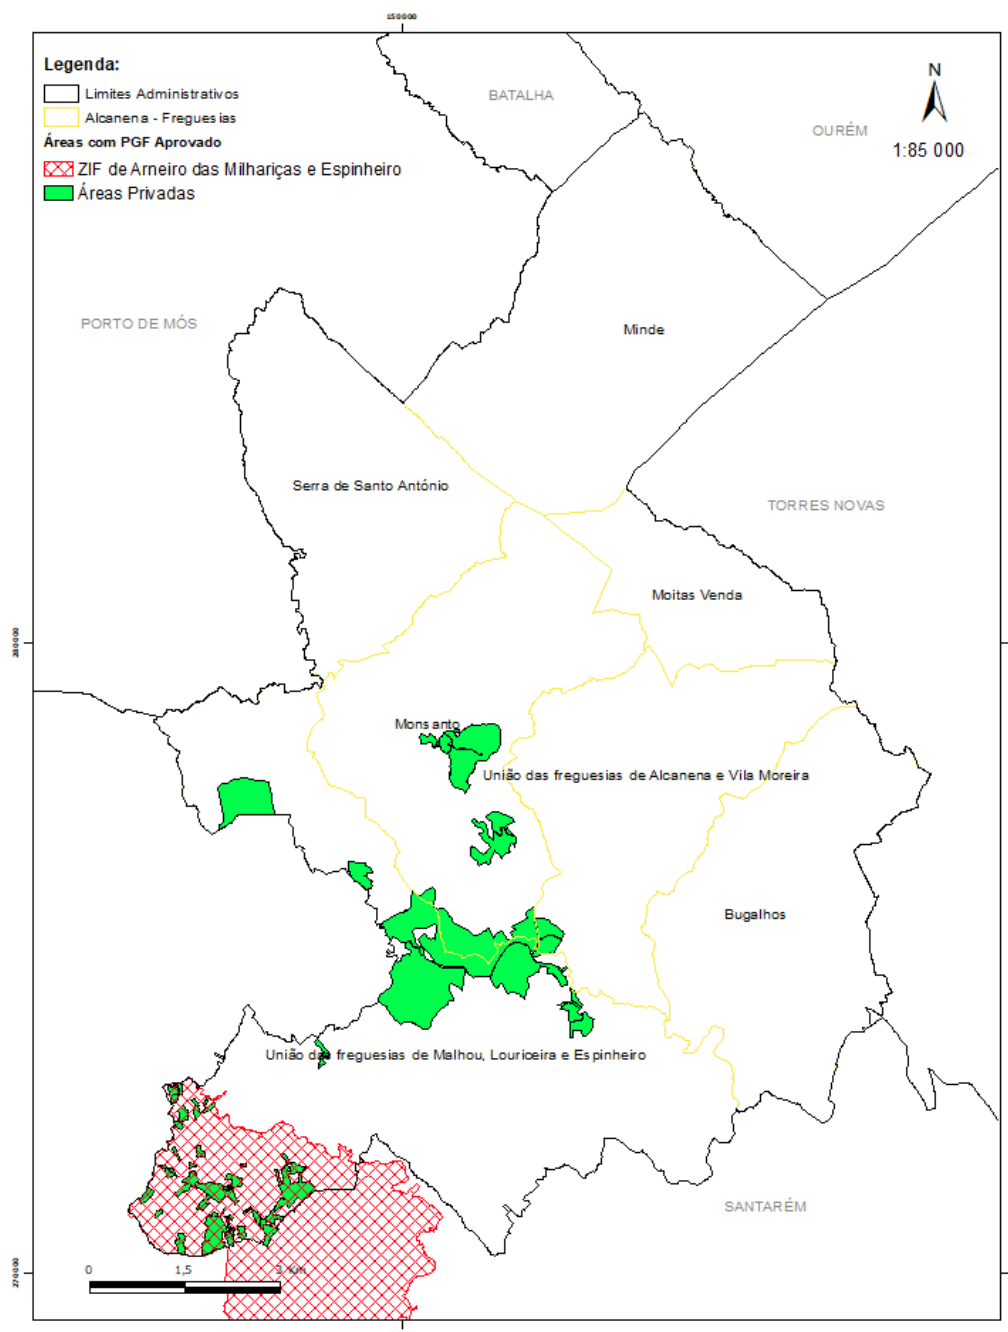 150000
Legenda:
Limites Administrativos
Alcanena - Freguesias
Áreas com PGF Aprovado
ZIF de Arneiro das Milhariças e Espinheiro
Áreas Privadas
BATALHA
N
OURÉM
1:85 000
PORTO DE MÓS
Minde
Serra de Santo António
TORRES NOVAS
Moitas Venda
280000
Monsanto
União das freguesias de Alcanena e Vila Moreira
Bugalhos
União das freguesias de Malhou, Louriceira e Espinheiro
SANTARÉM
270000
0 1,5 3 Km